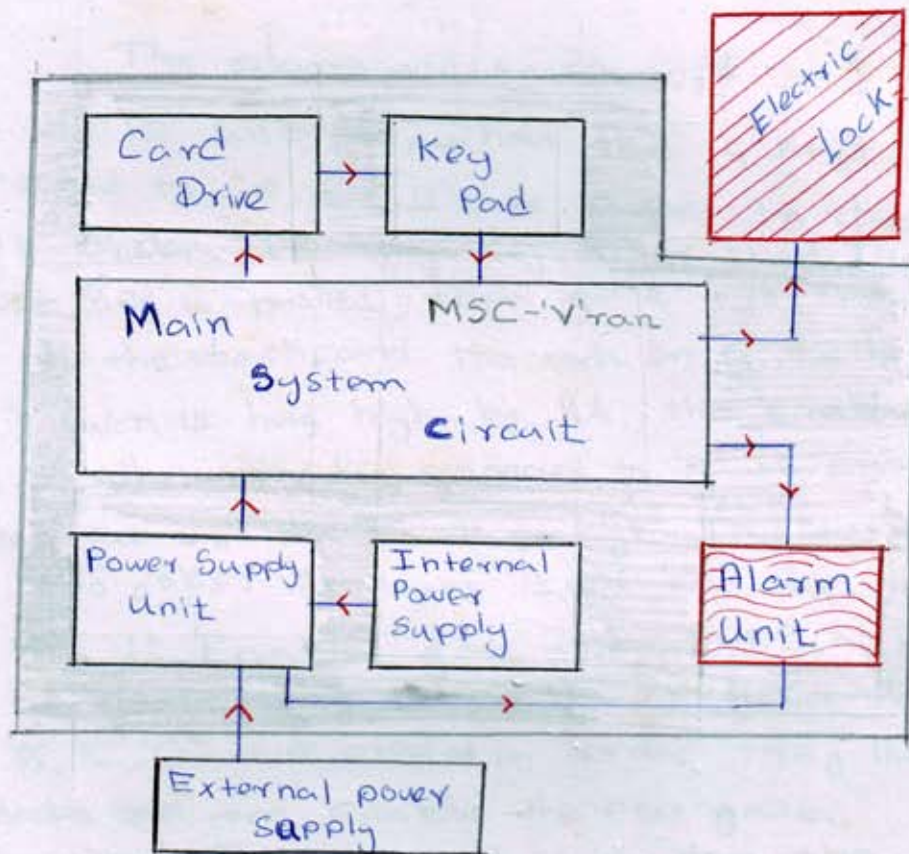 Electric
Lock
Card
Drive
Key
Pad
Main
MSC-'V'ran
System
Circuit
Power Supply
Unit
Internal
Power
Supply
Alarm
Unit
External power
Supply